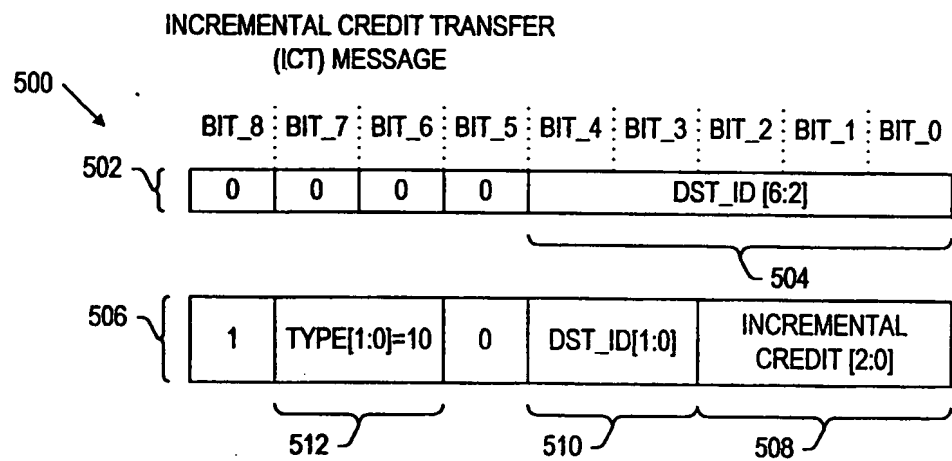 INCREMENTAL CREDIT TRANSFER
(ICT) MESSAGE
500
BIT_8 BIT_7 BIT_6 BIT_5 BIT_4 BIT_3 BIT_2 BIT_1 BIT_0
502
0 0 0 0 DST_ID [6:2]
504
506
1 TYPE[1:0]=10 0 DST_ID[1:0] INCREMENTAL
CREDIT [2:0]
512 510 508